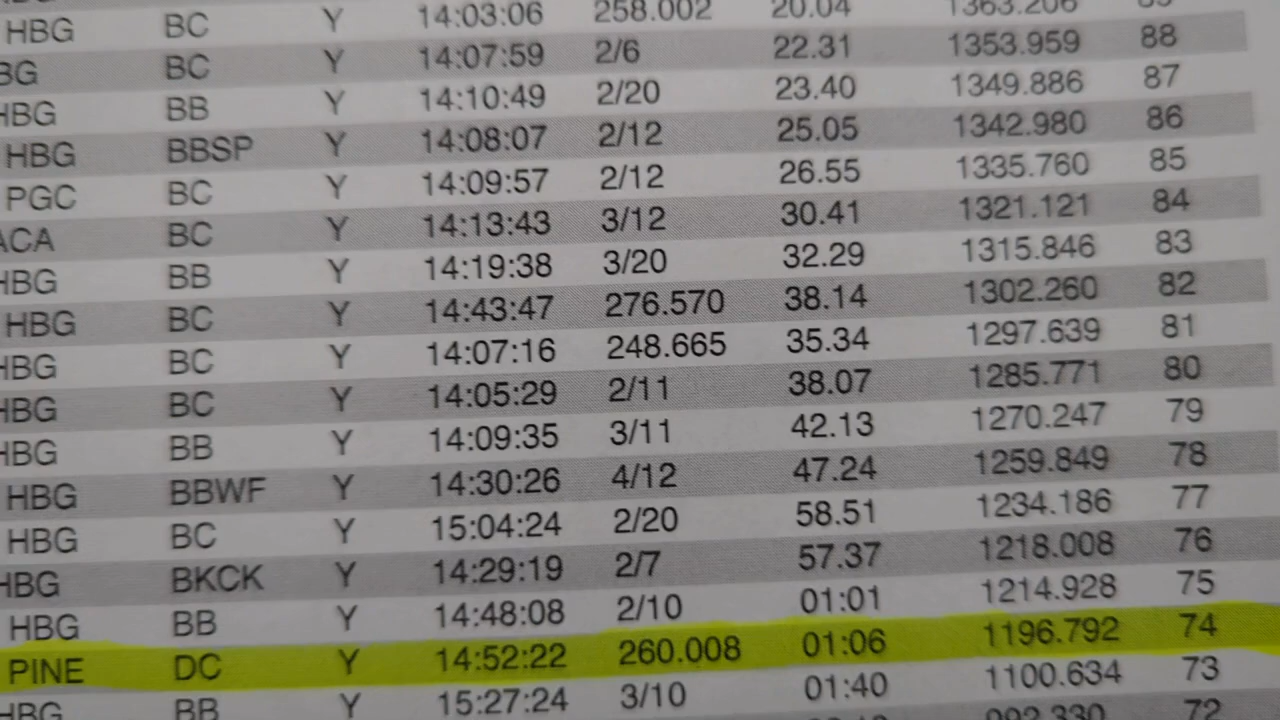 HBG BC Y 14:03:06 258.002 20.04 1363.206
BG BC Y 14:07:59 2/6 22.31 1353.959 88
HBG BB Y 14:10:49 2/20 23.40 1349.886 87
HBG BBSP Y 14:08:07 2/12 25.05 1342.980 86
PGC BC Y 14:09:57 2/12 26.55 1335.760 85
ACA BC Y 14:13:43 3/12 30.41 1321.121 84
HBG BB Y 14:19:38 3/20 32.29 1315.846 83
HBG BC Y 14:43:47 276.570 38.14 1302.260 82
HBG BC Y 14:07:16 248.665 35.34 1297.639 81
HBG BC Y 14:05:29 2/11 38.07 1285.771 80
HBG BB Y 14:09:35 3/11 42.13 1270.247 79
HBG BBWF Y 14:30:26 4/12 47.24 1259.849 78
HBG BC Y 15:04:24 2/20 58.51 1234.186 77
HBG BKCK Y 14:29:19 2/7 57.37 1218.008 76
HBG BB Y 14:48:08 2/10 01:01 1214.928 75
PINE DC Y 14:52:22 260.008 01:06 1196.792 74
HBG BB Y 15:27:24 3/10 01:40 1100.634 73
72